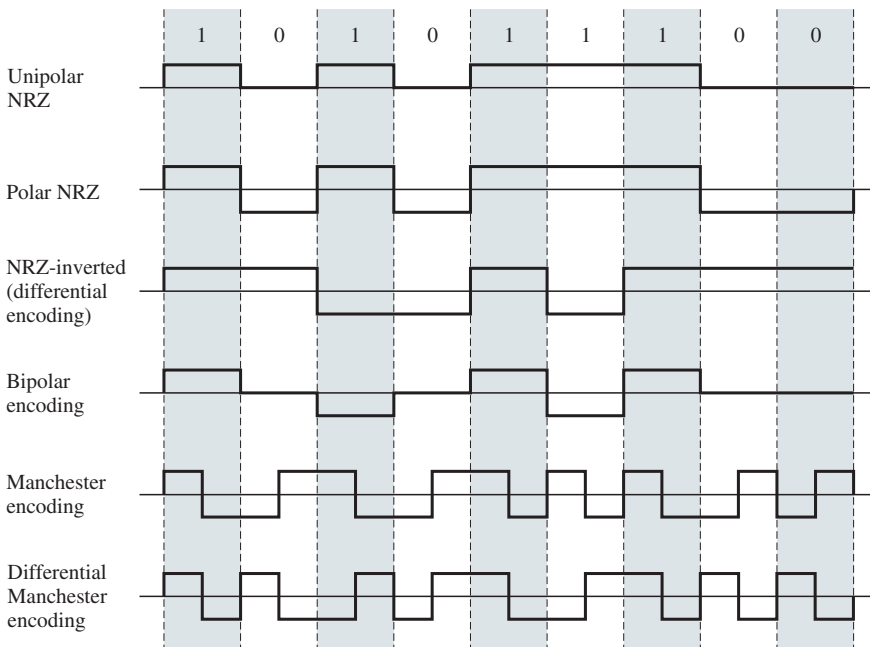 1 0 1 0 1 1 1 0 0
Unipolar
NRZ
Polar NRZ
NRZ-inverted
(differential
encoding)
Bipolar
encoding
Manchester
encoding
Differential
Manchester
encoding